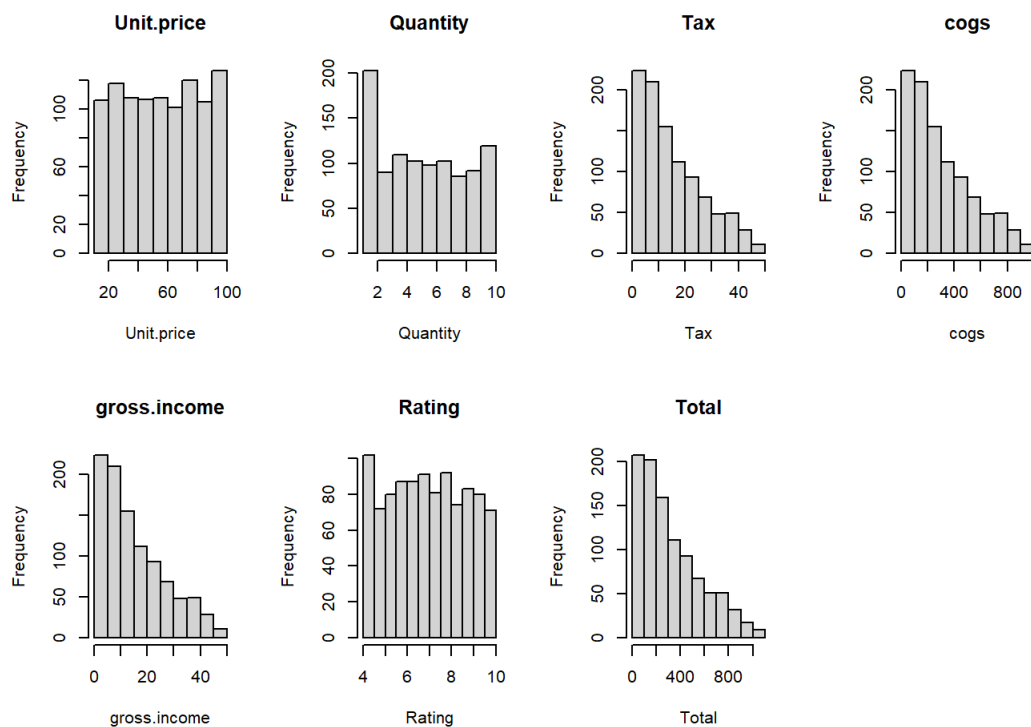 Unit.price
Quantity
Tax
cogs
Frequency
0 20 60 100
20 60 100
Unit.price
Frequency
0 50 100 150 200
2 4 6 8 10
Quantity
Frequency
0 50 100 200
0 20 40
Tax
Frequency
0 50 100 200
0 400 800
cogs
gross.income
Rating
Total
Frequency
0 50 100 200
0 20 40
gross.income
Frequency
0 20 40 60 80
4 6 8 10
Rating
Frequency
0 50 100 150 200
0 400 800
Total